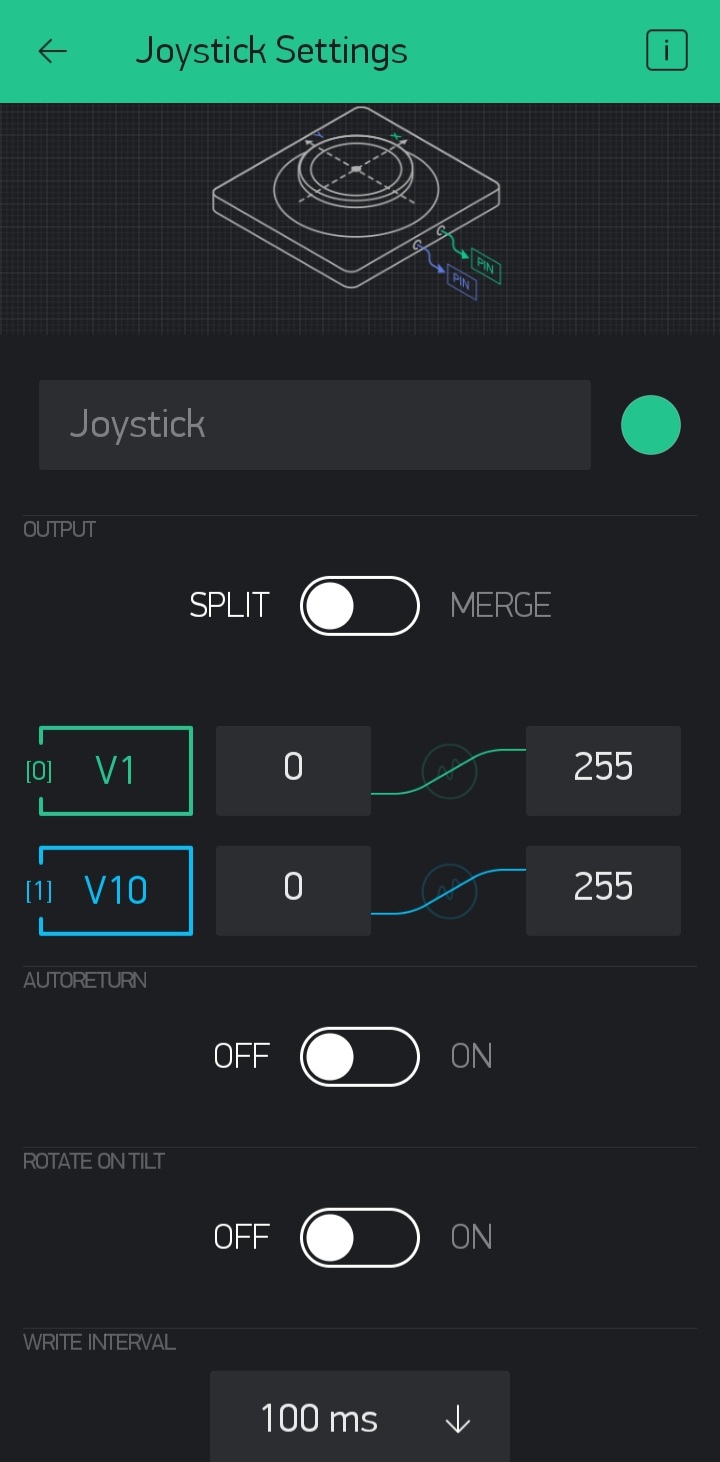 Joystick Settings
i
Y X
PIN
PIN
Joystick
OUTPUT
SPLIT MERGE
[0] V1 0 255
[1] V10 0 255
AUTORETURN
OFF ON
ROTATE ON TILT
OFF ON
WRITE INTERVAL
100 ms